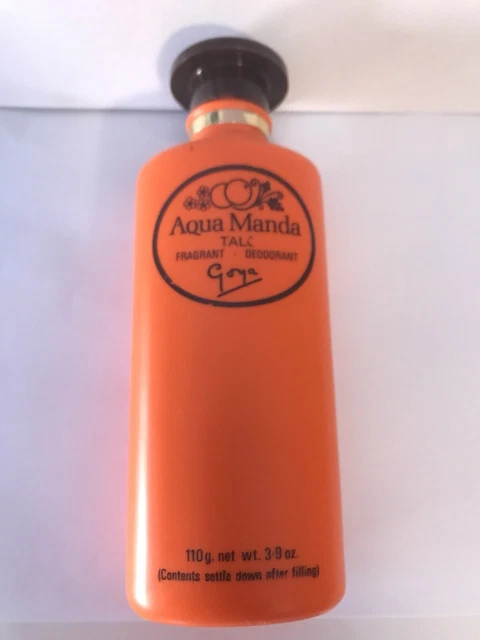 Aqua Manda
TALC
FRAGRANT · DEODORANT
Goya
110g. net wt. 3·9 oz.
(Contents settle down after filling)